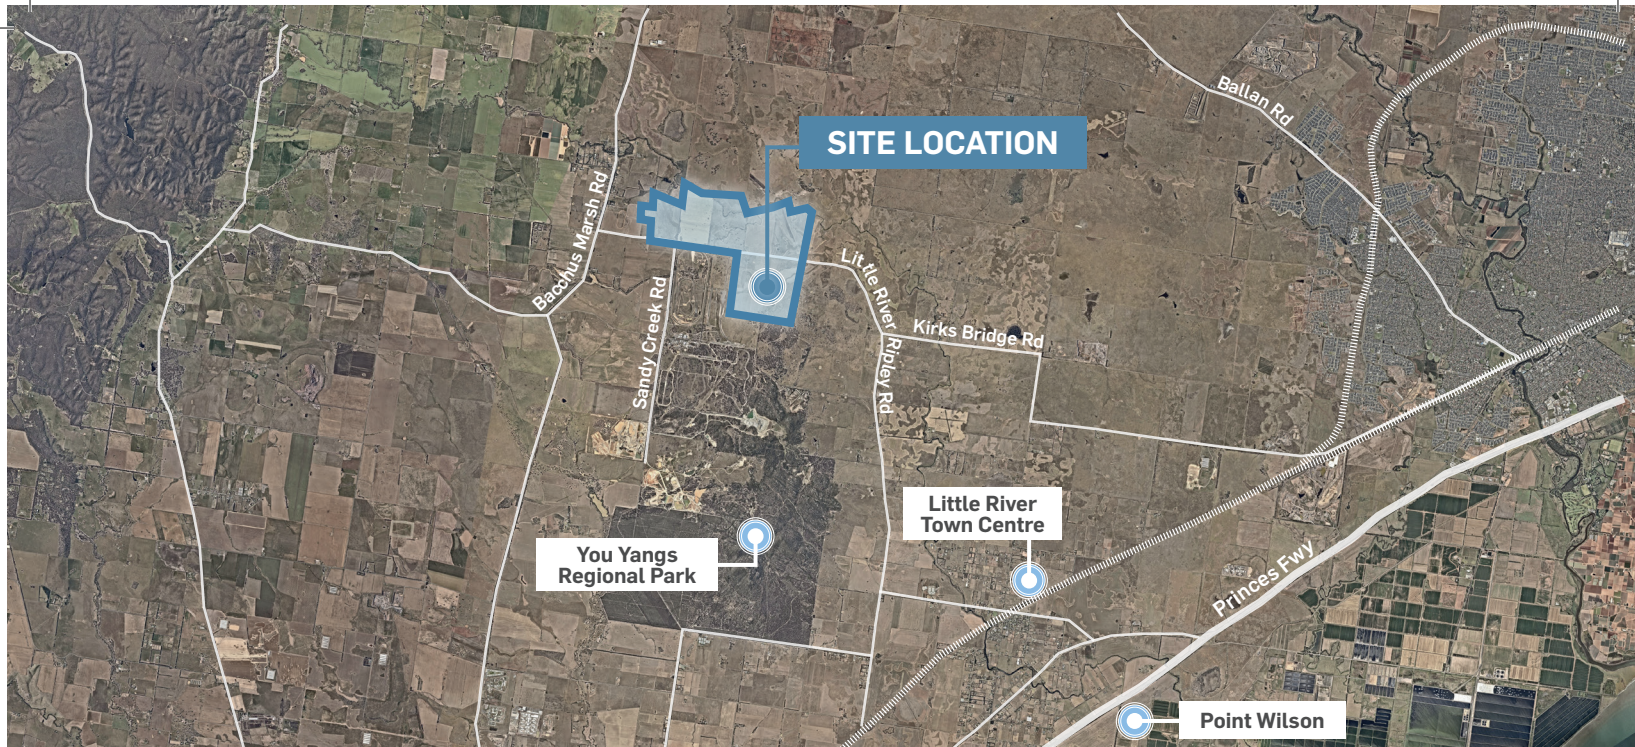 Ballan Rd
SITE LOCATION
Bacchus Marsh Rd
Little River Ripley Rd
Sandy Creek Rd
Kirks Bridge Rd
Little River
Town Centre
You Yangs
Regional Park
Princes Fwy
Point Wilson